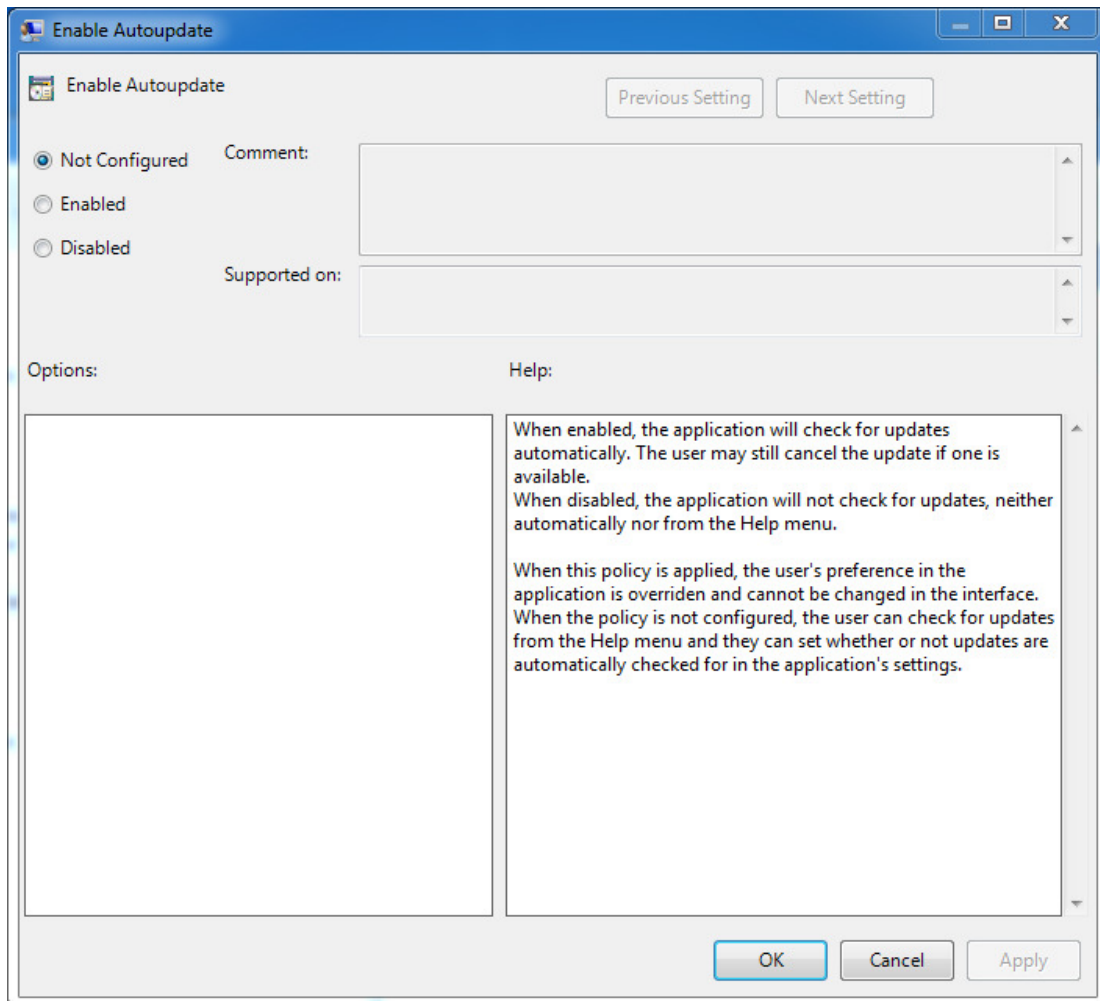 Enable Autoupdate
Enable Autoupdate
Previous Setting
Next Setting
Not Configured
Comment:
Enabled
Disabled
Supported on:
Options:
Help:
When enabled, the application will check for updates
automatically. The user may still cancel the update if one is
available.
When disabled, the application will not check for updates, neither
automatically nor from the Help menu.
When this policy is applied, the user's preference in the
application is overriden and cannot be changed in the interface.
When the policy is not configured, the user can check for updates
from the Help menu and they can set whether or not updates are
automatically checked for in the application's settings.
OK
Cancel
Apply